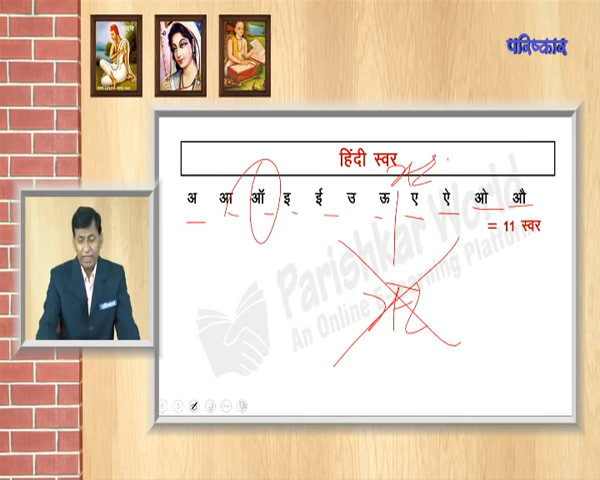 परिष्कार
हिंदी स्वर
अ आ ऑ इ ई उ ऊ ए ऐ ओ औ
= 11 स्वर
Parishkar World
An Online Learning Platform